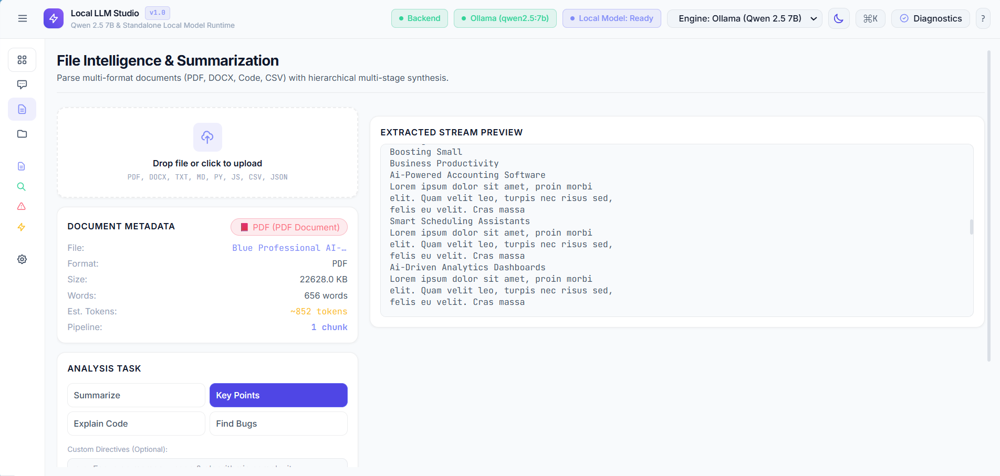 Local LLM Studio v1.0
Qwen 2.5 7B & Standalone Local Model Runtime
Backend
Ollama (qwen2.5:7b)
Local Model: Ready
Engine: Ollama (Qwen 2.5 7B)
⌘K
Diagnostics
?
File Intelligence & Summarization
Parse multi-format documents (PDF, DOCX, Code, CSV) with hierarchical multi-stage synthesis.
Drop file or click to upload
PDF, DOCX, TXT, MD, PY, JS, CSV, JSON
DOCUMENT METADATA
PDF (PDF Document)
File: Blue Professional AI-…
Format: PDF
Size: 22628.0 KB
Words: 656 words
Est. Tokens: ~852 tokens
Pipeline: 1 chunk
ANALYSIS TASK
Summarize
Key Points
Explain Code
Find Bugs
Custom Directives (Optional):
EXTRACTED STREAM PREVIEW
Boosting Small
Business Productivity
Ai-Powered Accounting Software
Lorem ipsum dolor sit amet, proin morbi
elit. Quam velit leo, turpis nec risus sed,
felis eu velit. Cras massa
Smart Scheduling Assistants
Lorem ipsum dolor sit amet, proin morbi
elit. Quam velit leo, turpis nec risus sed,
felis eu velit. Cras massa
Ai-Driven Analytics Dashboards
Lorem ipsum dolor sit amet, proin morbi
elit. Quam velit leo, turpis nec risus sed,
felis eu velit. Cras massa